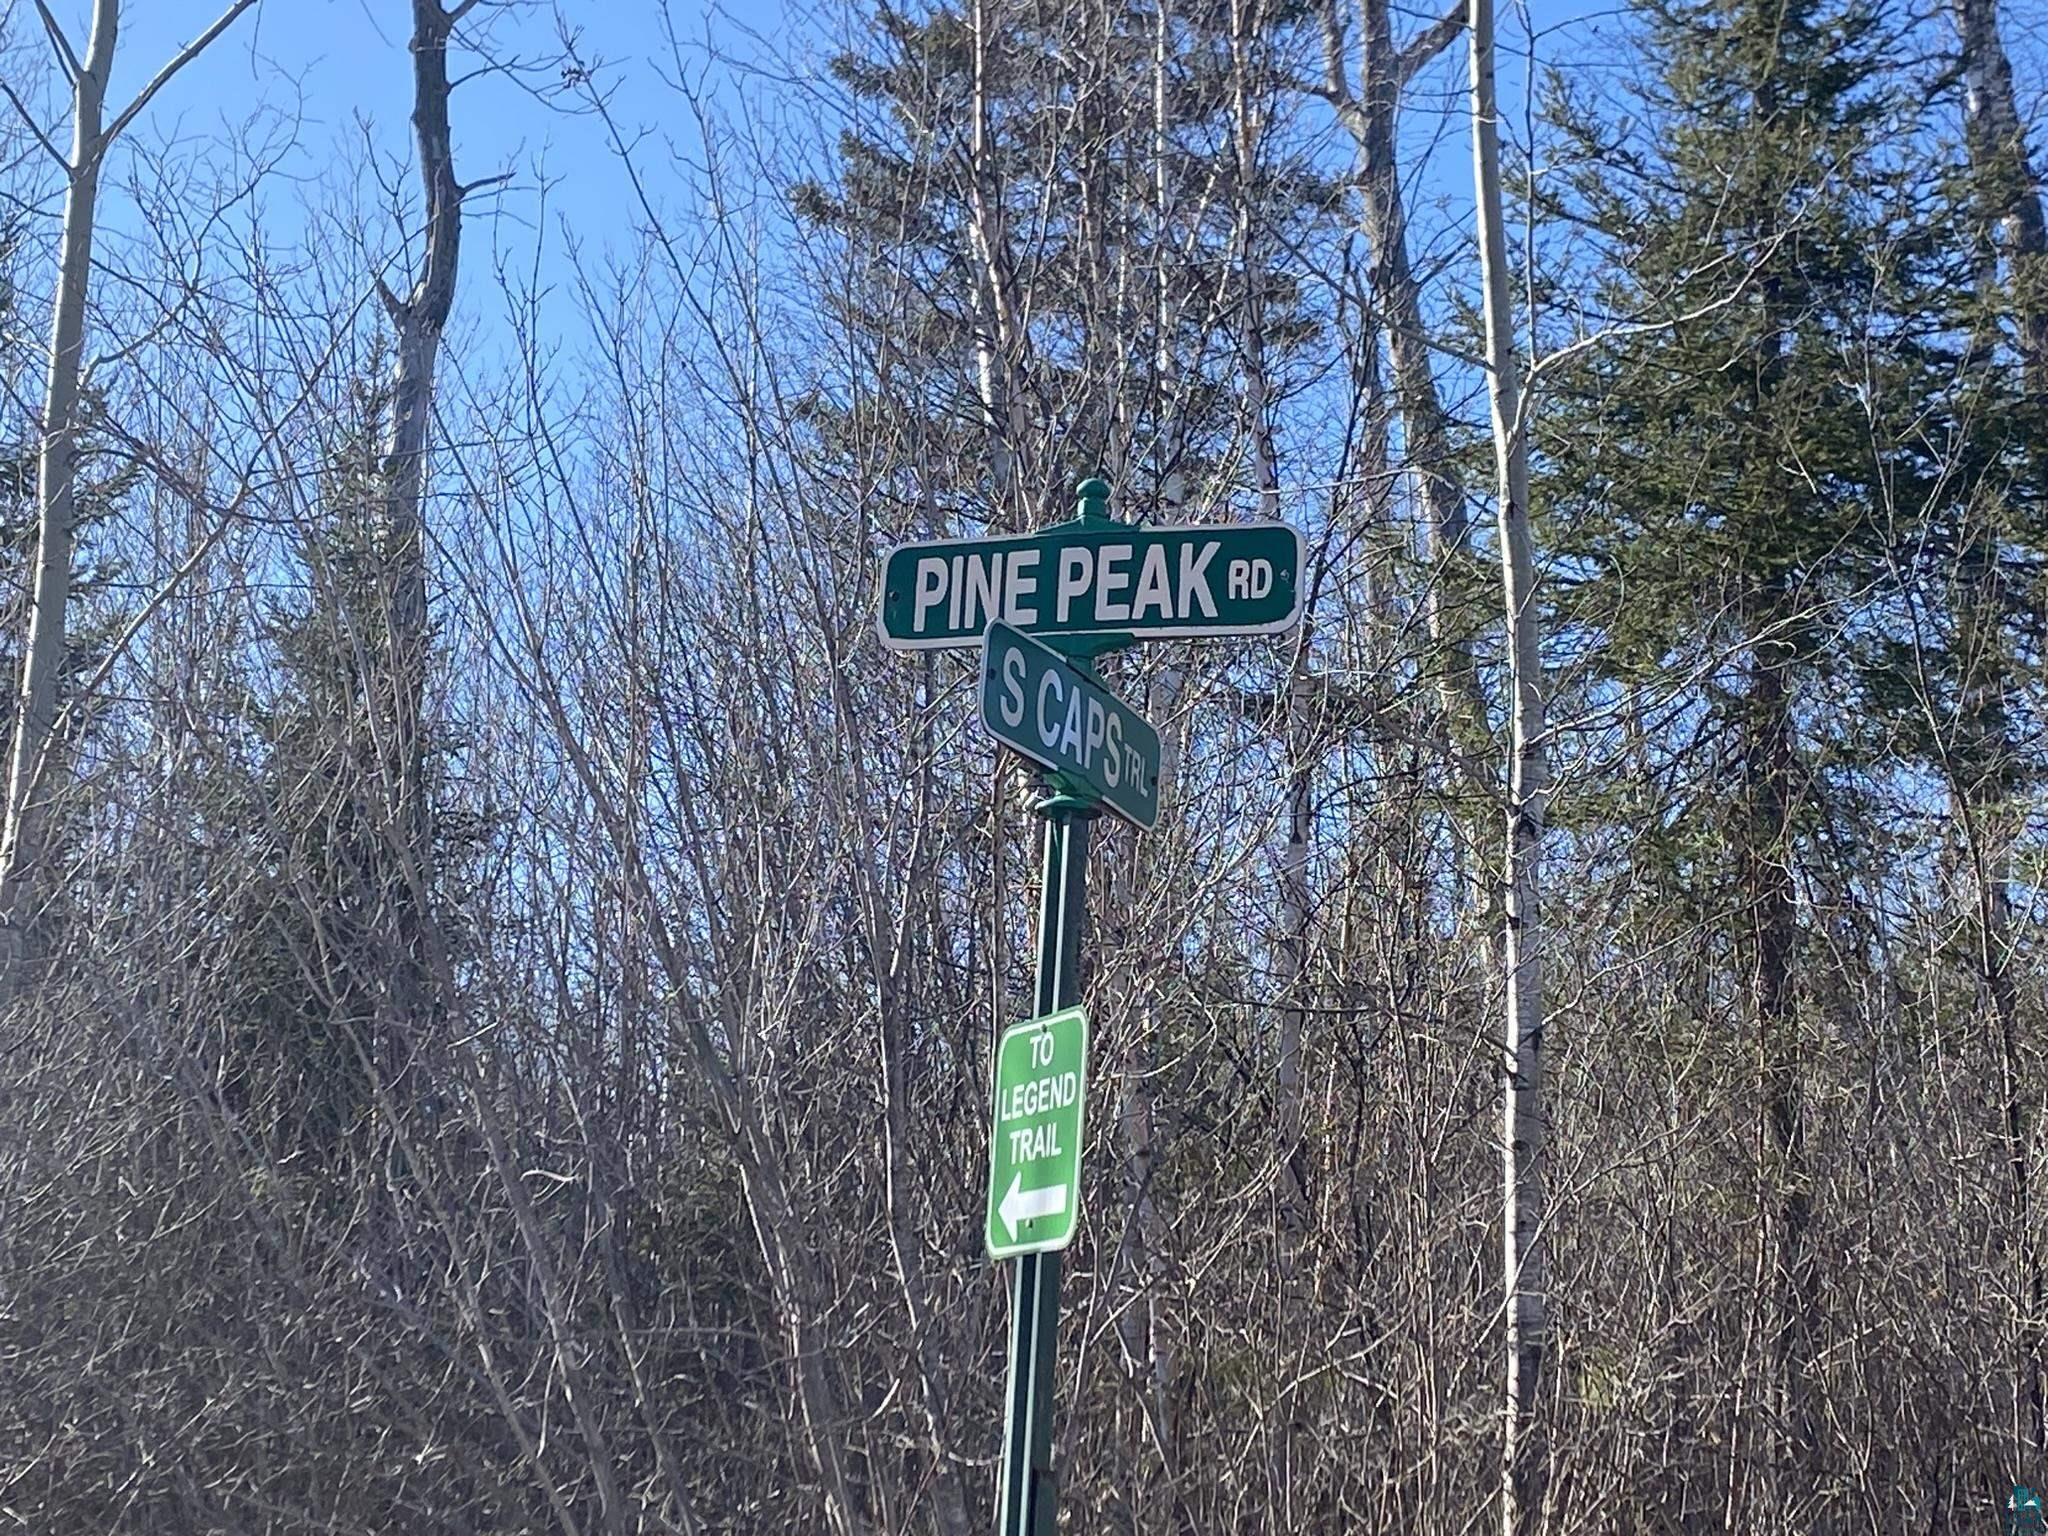 PINE PEAK RD
S CAPS TRL
TO
LEGEND
TRAIL